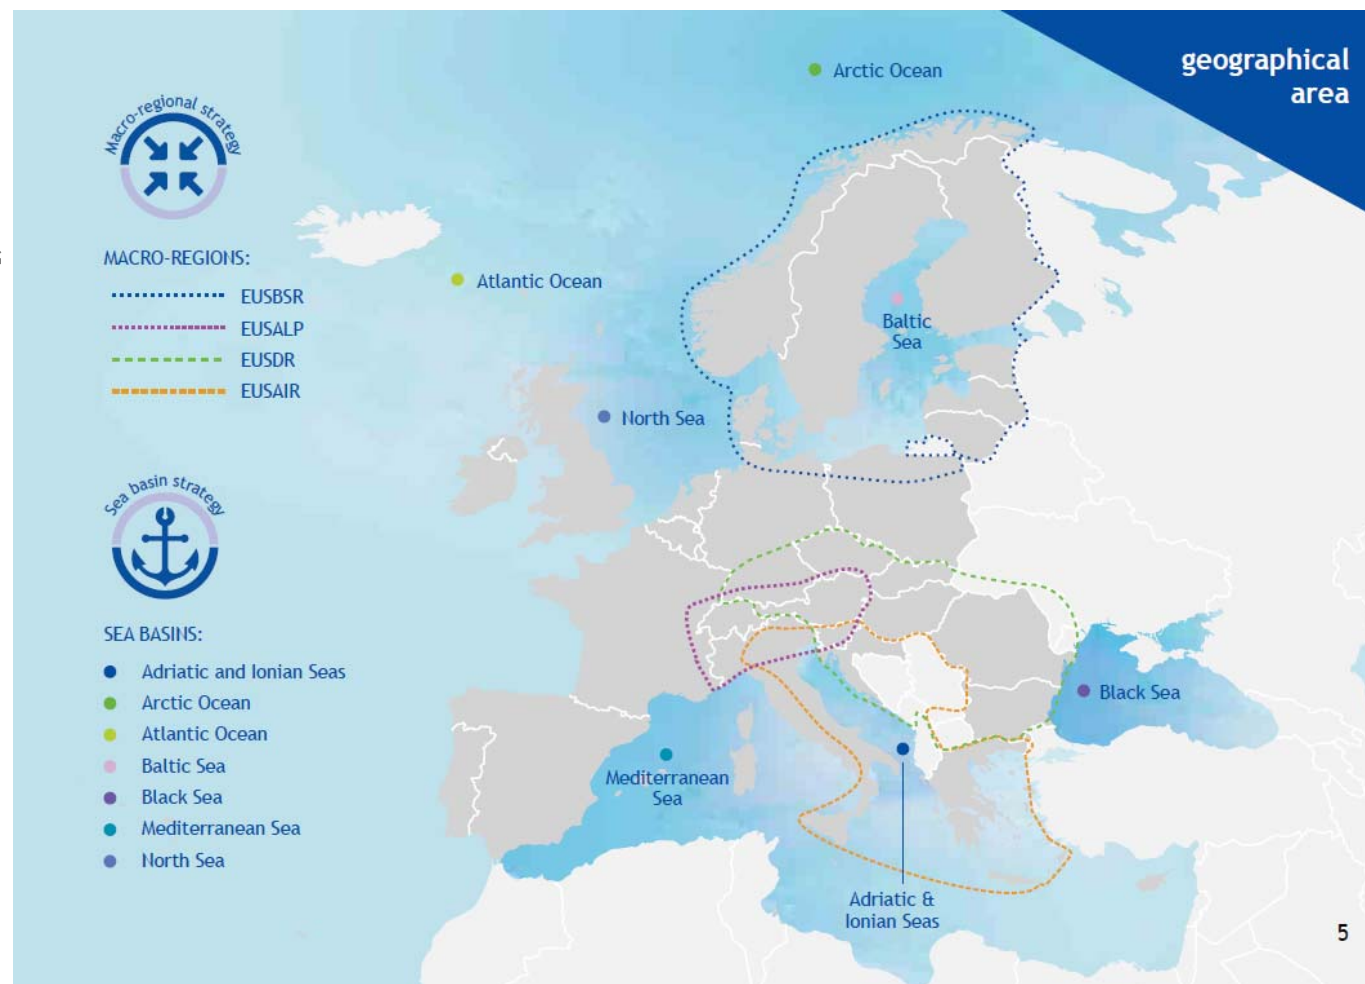 geographical
area
Macro-regional strategy
MACRO-REGIONS:
EUSBSR
EUSALP
EUSDR
EUSAIR
Sea basin strategy
SEA BASINS:
Adriatic and Ionian Seas
Arctic Ocean
Atlantic Ocean
Baltic Sea
Black Sea
Mediterranean Sea
North Sea
Arctic Ocean
Atlantic Ocean
Baltic
Sea
North Sea
Black Sea
Mediterranean
Sea
Adriatic &
Ionian Seas
5